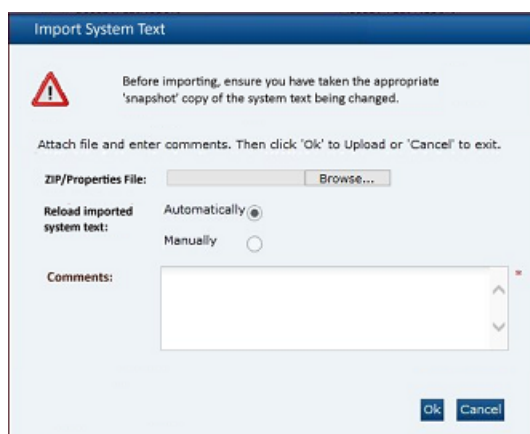 Import System Text
Before importing, ensure you have taken the appropriate
'snapshot' copy of the system text being changed.
Attach file and enter comments. Then click 'Ok' to Upload or 'Cancel' to exit.
ZIP/Properties File: Browse...
Reload imported Automatically
system text:
Manually
Comments: *
Ok Cancel